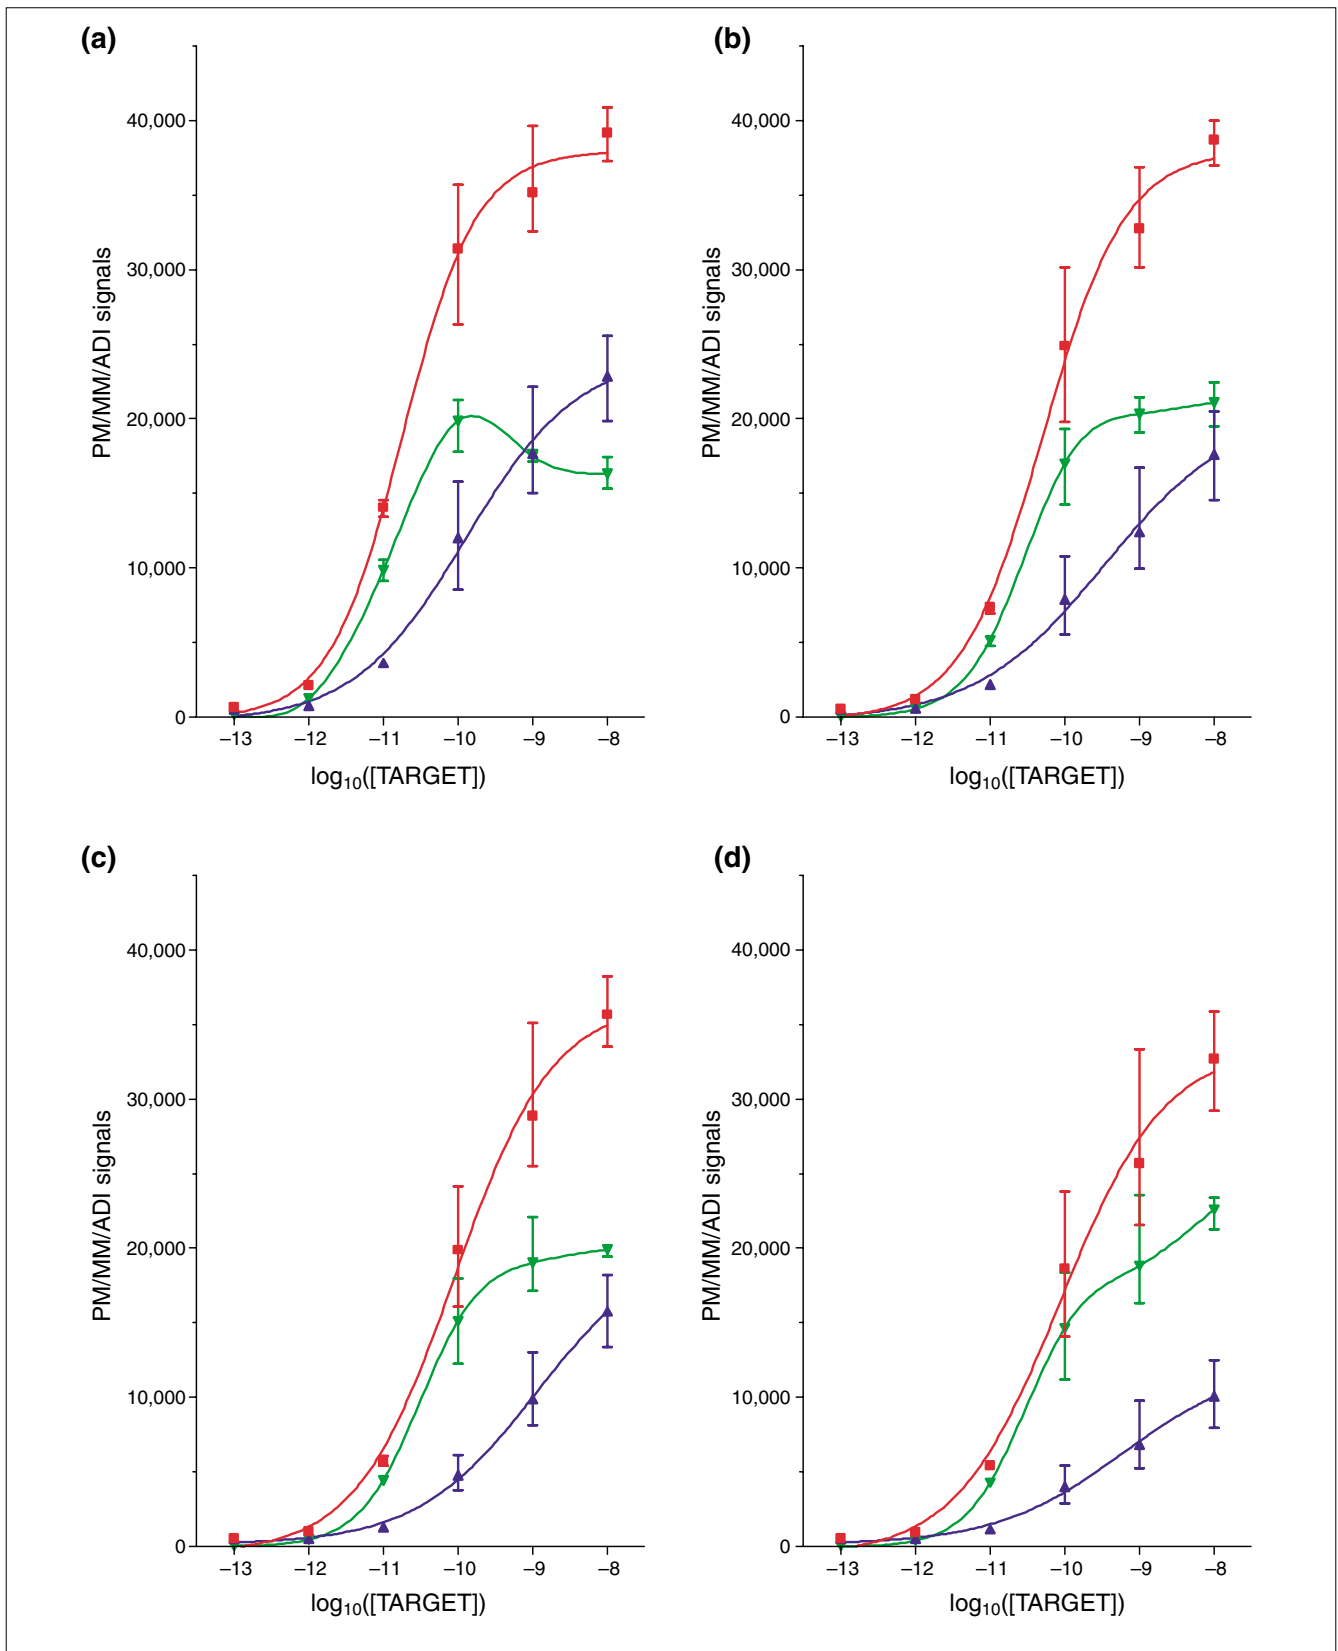 (a)
40,000
30,000
20,000
10,000
0
PM/MM/ADI signals
–13 –12 –11 –10 –9 –8
log10([TARGET])
(b)
40,000
30,000
20,000
10,000
0
PM/MM/ADI signals
–13 –12 –11 –10 –9 –8
log10([TARGET])
(c)
40,000
30,000
20,000
10,000
0
PM/MM/ADI signals
–13 –12 –11 –10 –9 –8
log10([TARGET])
(d)
40,000
30,000
20,000
10,000
0
PM/MM/ADI signals
–13 –12 –11 –10 –9 –8
log10([TARGET])